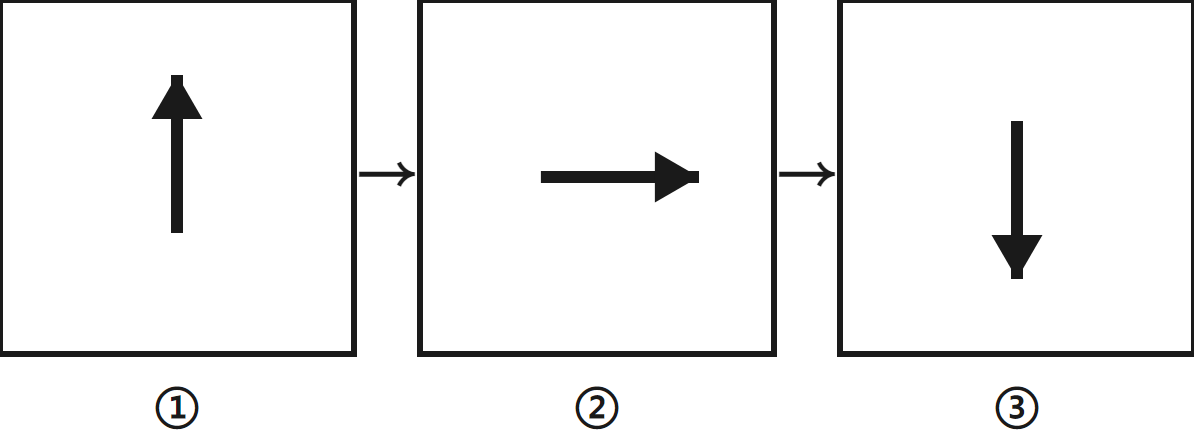 ① ② ③